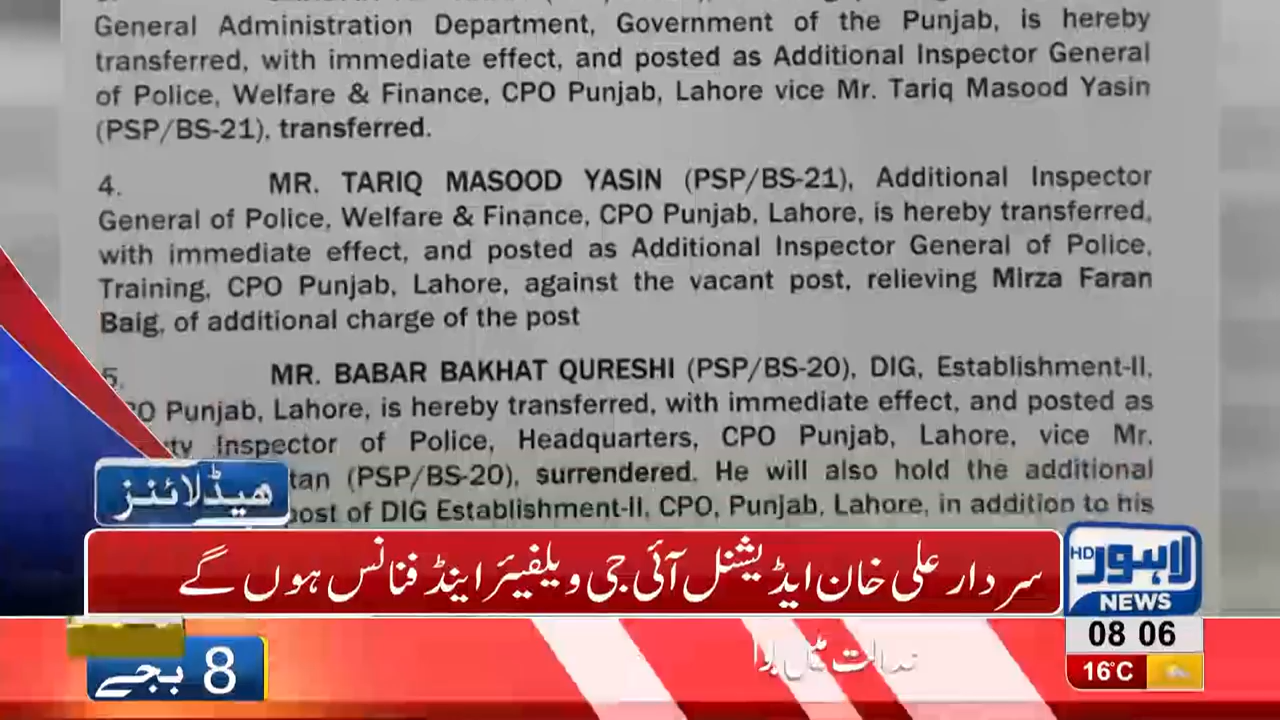 General Administration Department, Government of the Punjab, is hereby
transferred, with immediate effect, and posted as Additional Inspector General
of Police, Welfare & Finance, CPO Punjab, Lahore vice Mr. Tariq Masood Yasin
(PSP/BS-21), transferred.
4. MR. TARIQ MASOOD YASIN (PSP/BS-21), Additional Inspector
General of Police, Welfare & Finance, CPO Punjab, Lahore, is hereby transferred,
with immediate effect, and posted as Additional Inspector General of Police,
Training, CPO Punjab, Lahore, against the vacant post, relieving Mirza Faran
Baig, of additional charge of the post
5. MR. BABAR BAKHAT QURESHI (PSP/BS-20), DIG, Establishment-II,
Punjab, Lahore, is hereby transferred, with immediate effect, and posted as
Inspector of Police, Headquarters, CPO Punjab, Lahore, vice Mr.
(PSP/BS-20), surrendered. He will also hold the additional
post of DIG Establishment-II, CPO, Punjab, Lahore, in addition to his
ہیڈلائنز
سردار علی خان ایڈیشنل آئی جی ویلفیئر اینڈ فنانس ہوں گے
HD لاہور
NEWS
08 06
16°C
8 بجے